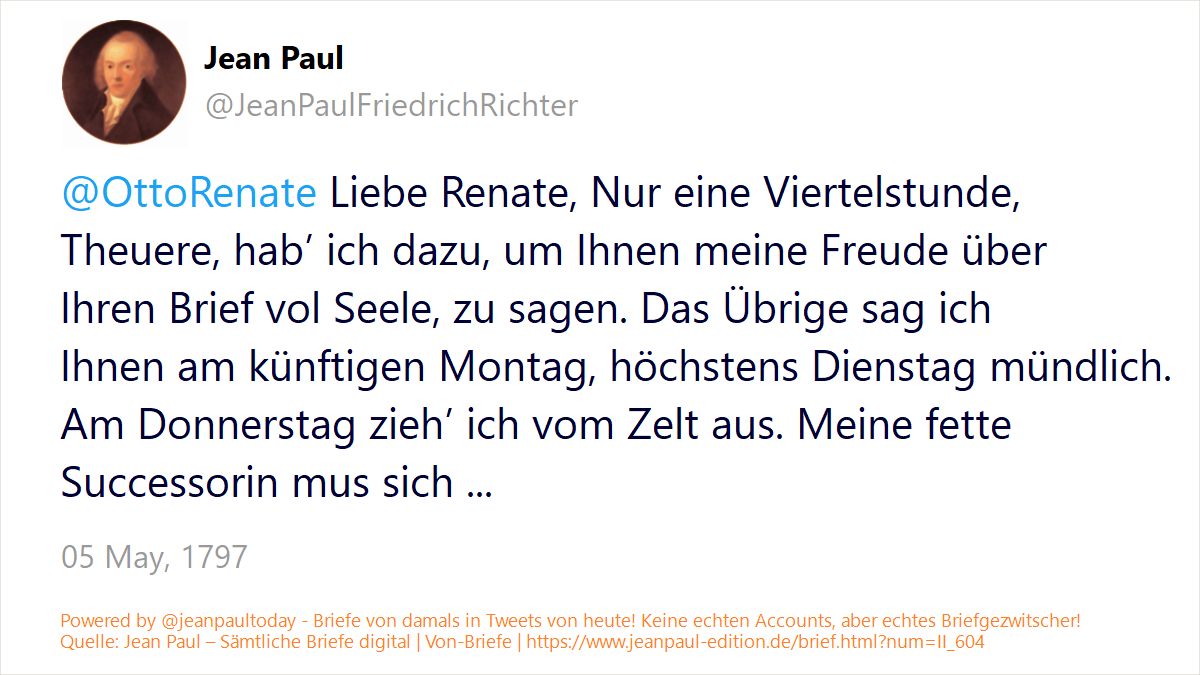 Jean Paul
@JeanPaulFriedrichRichter
@OttoRenate Liebe Renate, Nur eine Viertelstunde,
Theuere, hab’ ich dazu, um Ihnen meine Freude über
Ihren Brief vol Seele, zu sagen. Das Übrige sag ich
Ihnen am künftigen Montag, höchstens Dienstag mündlich.
Am Donnerstag zieh’ ich vom Zelt aus. Meine fette
Successorin mus sich ...
05 May, 1797
Powered by @jeanpaultoday - Briefe von damals in Tweets von heute! Keine echten Accounts, aber echtes Briefgezwitscher!
Quelle: Jean Paul – Sämtliche Briefe digital | Von-Briefe | https://www.jeanpaul-edition.de/brief.html?num=II_604